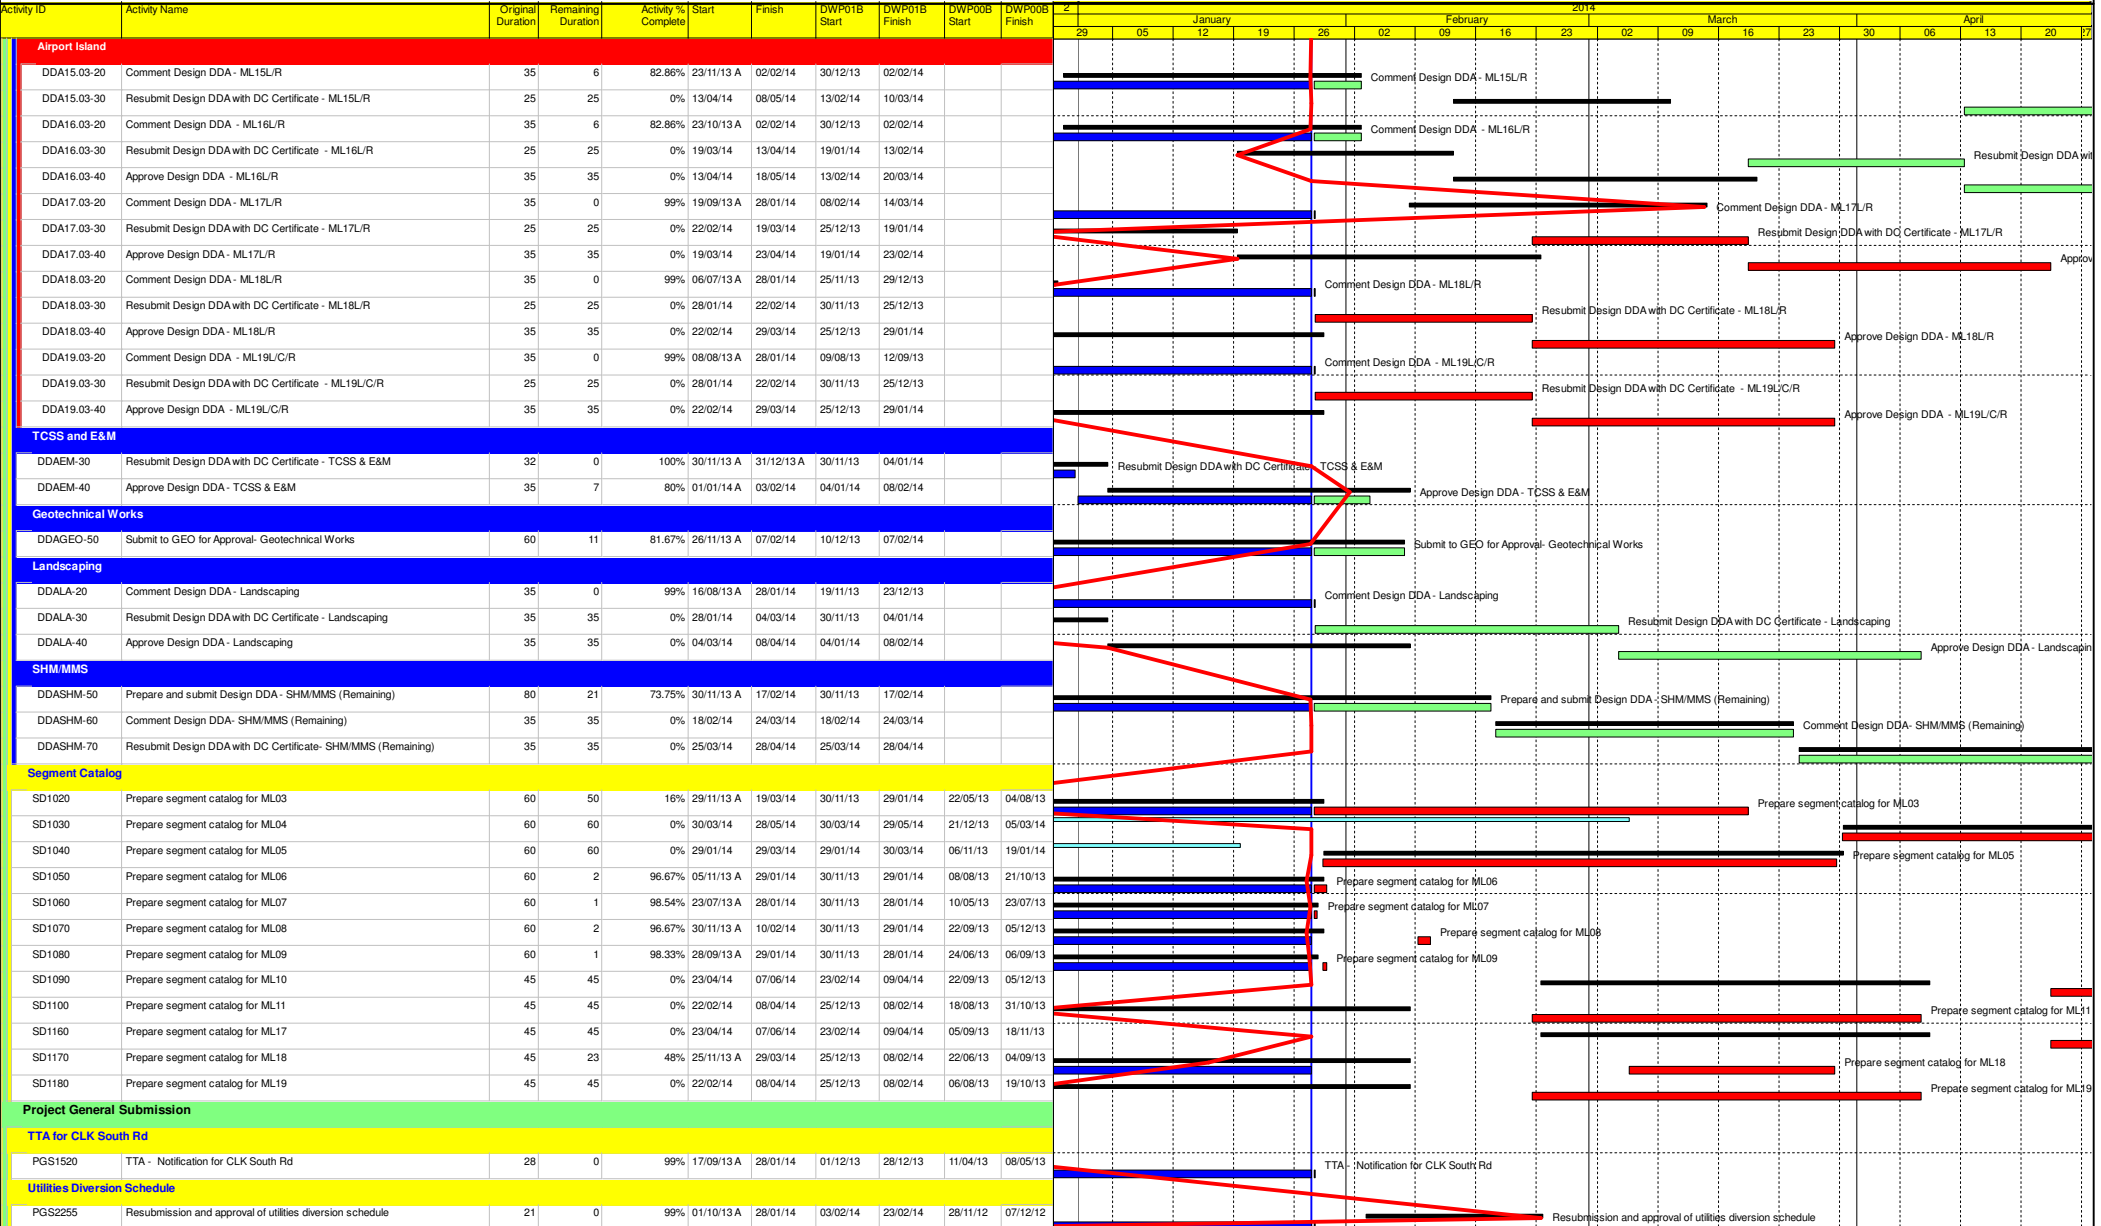 Activity ID Activity Name Original Duration Remaining Duration Activity % Complete Start Finish DWP01B Start DWP01B Finish DWP00B Start DWP00B Finish
2 2014
January February March April
29 05 12 19 26 02 09 16 23 02 09 16 23 30 06 13 20 27
Airport Island
DDA15.03-20 Comment Design DDA - ML15L/R 35 6 82.86% 23/11/13 A 02/02/14 30/12/13 02/02/14 Comment Design DDA - ML15L/R
DDA15.03-30 Resubmit Design DDA with DC Certificate - ML15L/R 25 25 0% 13/04/14 08/05/14 13/02/14 10/03/14
DDA16.03-20 Comment Design DDA - ML16L/R 35 6 82.86% 23/10/13 A 02/02/14 30/12/13 02/02/14 Comment Design DDA - ML16L/R
DDA16.03-30 Resubmit Design DDA with DC Certificate - ML16L/R 25 25 0% 19/03/14 13/04/14 19/01/14 13/02/14 Resubmit Design DDA wit
DDA16.03-40 Approve Design DDA - ML16L/R 35 35 0% 13/04/14 18/05/14 13/02/14 20/03/14
DDA17.03-20 Comment Design DDA - ML17L/R 35 0 99% 19/09/13 A 28/01/14 08/02/14 14/03/14 Comment Design DDA - ML17L/R
DDA17.03-30 Resubmit Design DDA with DC Certificate - ML17L/R 25 25 0% 22/02/14 19/03/14 25/12/13 19/01/14 Resubmit Design DDA with DC Certificate - ML17L/R
DDA17.03-40 Approve Design DDA - ML17L/R 35 35 0% 19/03/14 23/04/14 19/01/14 23/02/14 Approv
DDA18.03-20 Comment Design DDA - ML18L/R 35 0 99% 06/07/13 A 28/01/14 25/11/13 29/12/13 Comment Design DDA - ML18L/R
DDA18.03-30 Resubmit Design DDA with DC Certificate - ML18L/R 25 25 0% 28/01/14 22/02/14 30/11/13 25/12/13 Resubmit Design DDA with DC Certificate - ML18L/R
DDA18.03-40 Approve Design DDA - ML18L/R 35 35 0% 22/02/14 29/03/14 25/12/13 29/01/14 Approve Design DDA - ML18L/R
DDA19.03-20 Comment Design DDA - ML19L/C/R 35 0 99% 08/08/13 A 28/01/14 09/08/13 12/09/13 Comment Design DDA - ML19L/C/R
DDA19.03-30 Resubmit Design DDA with DC Certificate - ML19L/C/R 25 25 0% 28/01/14 22/02/14 30/11/13 25/12/13 Resubmit Design DDA with DC Certificate - ML19L/C/R
DDA19.03-40 Approve Design DDA - ML19L/C/R 35 35 0% 22/02/14 29/03/14 25/12/13 29/01/14 Approve Design DDA - ML19L/C/R
TCSS and E&M
DDAEM-30 Resubmit Design DDA with DC Certificate - TCSS & E&M 32 0 100% 30/11/13 A 31/12/13 A 30/11/13 04/01/14 Resubmit Design DDA with DC Certificate - TCSS & E&M
DDAEM-40 Approve Design DDA - TCSS & E&M 35 7 80% 01/01/14 A 03/02/14 04/01/14 08/02/14 Approve Design DDA - TCSS & E&M
Geotechnical Works
DDAGEO-50 Submit to GEO for Approval- Geotechnical Works 60 11 81.67% 26/11/13 A 07/02/14 10/12/13 07/02/14 Submit to GEO for Approval- Geotechnical Works
Landscaping
DDALA-20 Comment Design DDA - Landscaping 35 0 99% 16/08/13 A 28/01/14 19/11/13 23/12/13 Comment Design DDA - Landscaping
DDALA-30 Resubmit Design DDA with DC Certificate - Landscaping 35 35 0% 28/01/14 04/03/14 30/11/13 04/01/14 Resubmit Design DDA with DC Certificate - Landscaping
DDALA-40 Approve Design DDA - Landscaping 35 35 0% 04/03/14 08/04/14 04/01/14 08/02/14 Approve Design DDA - Landscapin
SHM/MMS
DDASHM-50 Prepare and submit Design DDA - SHM/MMS (Remaining) 80 21 73.75% 30/11/13 A 17/02/14 30/11/13 17/02/14 Prepare and submit Design DDA - SHM/MMS (Remaining)
DDASHM-60 Comment Design DDA- SHM/MMS (Remaining) 35 35 0% 18/02/14 24/03/14 18/02/14 24/03/14 Comment Design DDA- SHM/MMS (Remaining)
DDASHM-70 Resubmit Design DDA with DC Certificate- SHM/MMS (Remaining) 35 35 0% 25/03/14 28/04/14 25/03/14 28/04/14
Segment Catalog
SD1020 Prepare segment catalog for ML03 60 50 16% 29/11/13 A 19/03/14 30/11/13 29/01/14 22/05/13 04/08/13 Prepare segment catalog for ML03
SD1030 Prepare segment catalog for ML04 60 60 0% 30/03/14 28/05/14 30/03/14 29/05/14 21/12/13 05/03/14
SD1040 Prepare segment catalog for ML05 60 60 0% 29/01/14 29/03/14 29/01/14 30/03/14 06/11/13 19/01/14 Prepare segment catalog for ML05
SD1050 Prepare segment catalog for ML06 60 2 96.67% 05/11/13 A 29/01/14 30/11/13 29/01/14 08/08/13 21/10/13 Prepare segment catalog for ML06
SD1060 Prepare segment catalog for ML07 60 1 98.54% 23/07/13 A 28/01/14 30/11/13 28/01/14 10/05/13 23/07/13 Prepare segment catalog for ML07
SD1070 Prepare segment catalog for ML08 60 2 96.67% 30/11/13 A 10/02/14 30/11/13 29/01/14 22/09/13 05/12/13 Prepare segment catalog for ML08
SD1080 Prepare segment catalog for ML09 60 1 98.33% 28/09/13 A 29/01/14 30/11/13 28/01/14 24/06/13 06/09/13 Prepare segment catalog for ML09
SD1090 Prepare segment catalog for ML10 45 45 0% 23/04/14 07/06/14 23/02/14 09/04/14 22/09/13 05/12/13
SD1100 Prepare segment catalog for ML11 45 45 0% 22/02/14 08/04/14 25/12/13 08/02/14 18/08/13 31/10/13 Prepare segment catalog for ML11
SD1160 Prepare segment catalog for ML17 45 45 0% 23/04/14 07/06/14 23/02/14 09/04/14 05/09/13 18/11/13
SD1170 Prepare segment catalog for ML18 45 23 48% 25/11/13 A 29/03/14 25/12/13 08/02/14 22/06/13 04/09/13 Prepare segment catalog for ML18
SD1180 Prepare segment catalog for ML19 45 45 0% 22/02/14 08/04/14 25/12/13 08/02/14 06/08/13 19/10/13 Prepare segment catalog for ML19
Project General Submission
TTA for CLK South Rd
PGS1520 TTA - Notification for CLK South Rd 28 0 99% 17/09/13 A 28/01/14 01/12/13 28/12/13 11/04/13 08/05/13 TTA - Notification for CLK South Rd
Utilities Diversion Schedule
PGS2255 Resubmission and approval of utilities diversion schedule 21 0 99% 01/10/13 A 28/01/14 03/02/14 23/02/14 28/11/12 07/12/12 Resubmission and approval of utilities diversion schedule